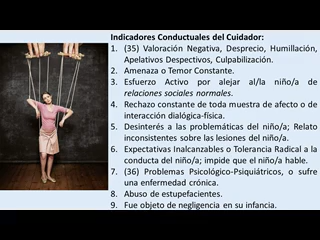 Indicadores Conductuales del Cuidador:
1. (35) Valoración Negativa, Desprecio, Humillación,
Apelativos Despectivos, Culpabilización.
2. Amenaza o Temor Constante.
3. Esfuerzo Activo por alejar al/la niño/a de
relaciones sociales normales.
4. Rechazo constante de toda muestra de afecto o de
interacción dialógica-física.
5. Desinterés a las problemáticas del niño/a; Relato
inconsistentes sobre las lesiones del niño/a.
6. Expectativas Inalcanzables o Tolerancia Radical a la
conducta del niño/a; impide que el niño/a hable.
7. (36) Problemas Psicológico-Psiquiátricos, o sufre
una enfermedad crónica.
8. Abuso de estupefacientes.
9. Fue objeto de negligencia en su infancia.